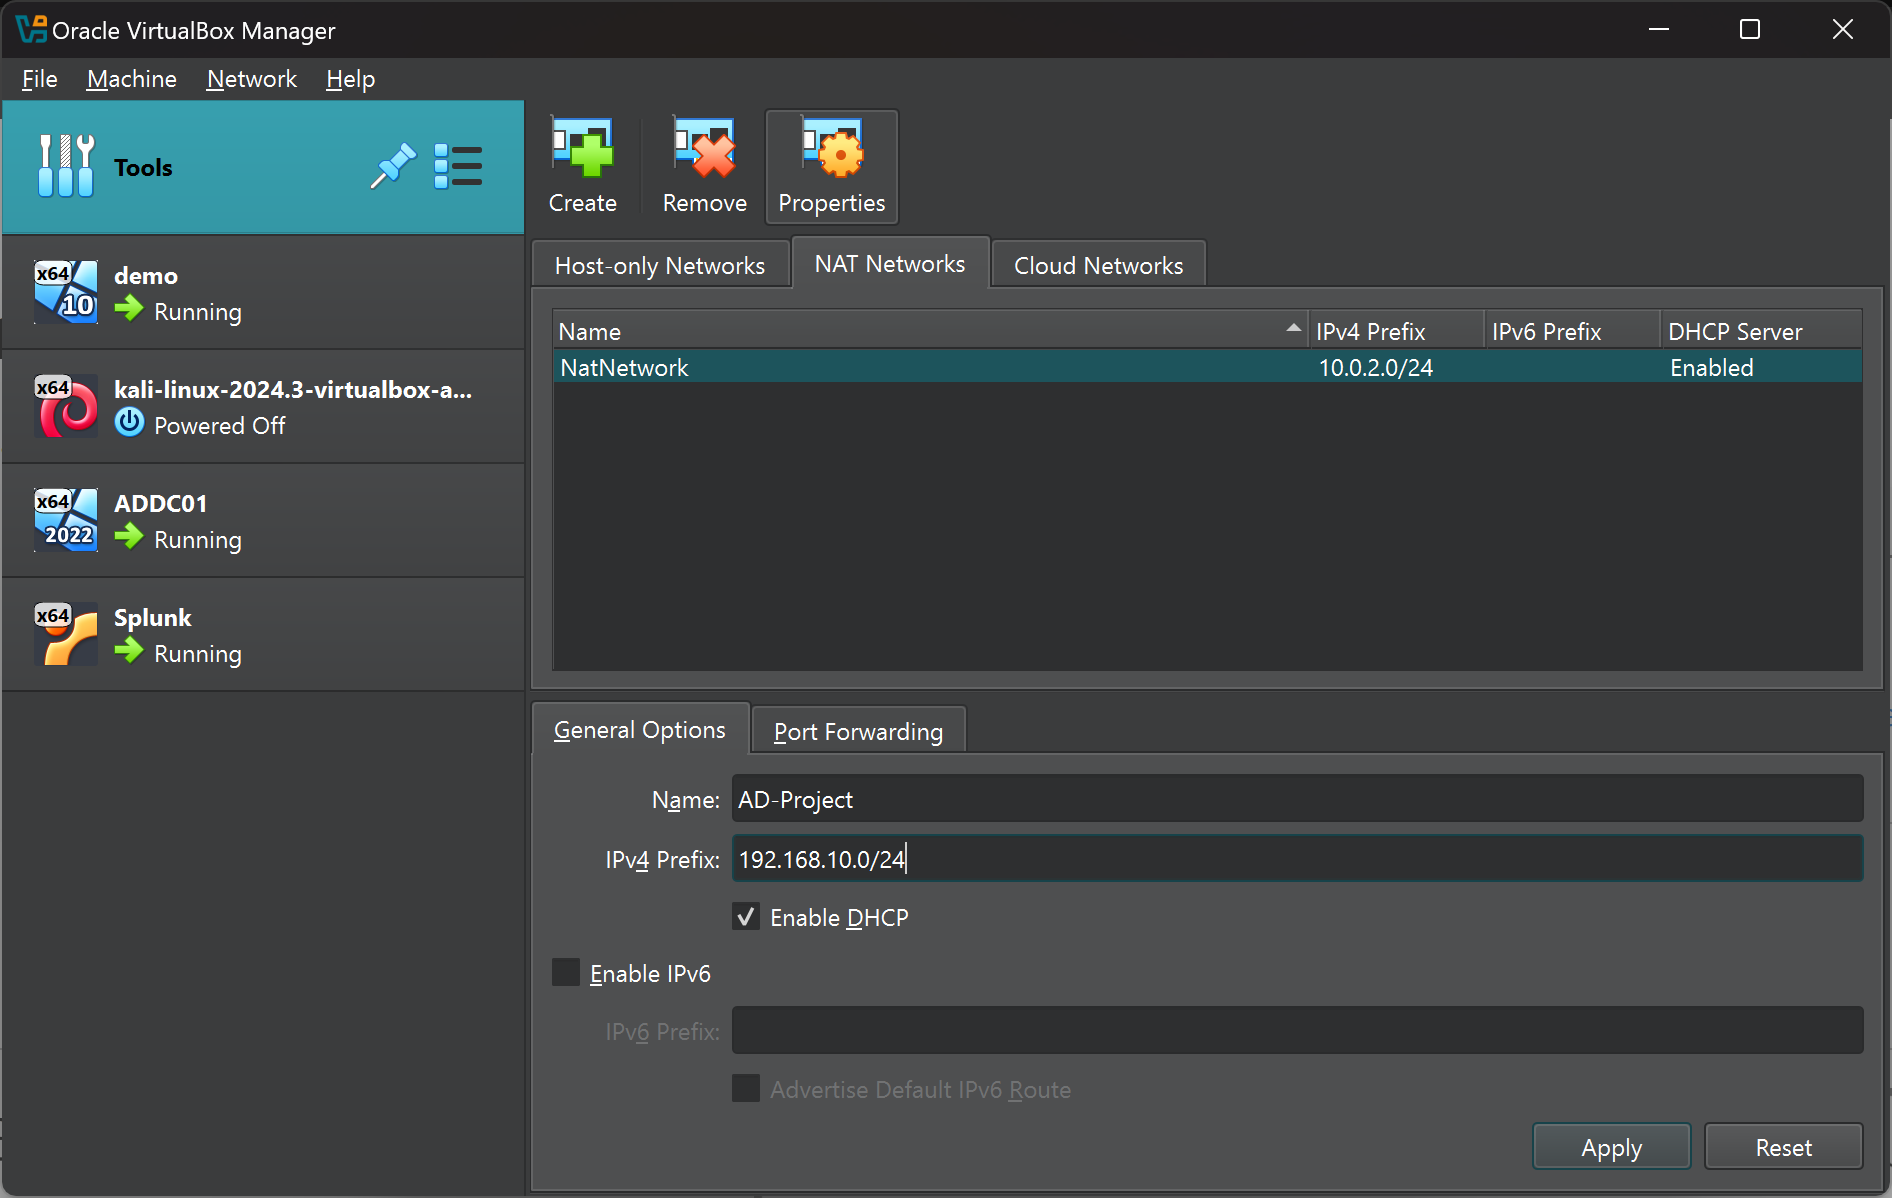 Oracle VirtualBox Manager
File Machine Network Help
Tools
Create Remove Properties
x64 10 demo
Running
x64 kali-linux-2024.3-virtualbox-a...
Powered Off
x64 2022 ADDC01
Running
x64 Splunk
Running
Host-only Networks NAT Networks Cloud Networks
Name IPv4 Prefix IPv6 Prefix DHCP Server
NatNetwork 10.0.2.0/24 Enabled
General Options Port Forwarding
Name: AD-Project
IPv4 Prefix: 192.168.10.0/24
Enable DHCP
Enable IPv6
IPv6 Prefix:
Advertise Default IPv6 Route
Apply Reset